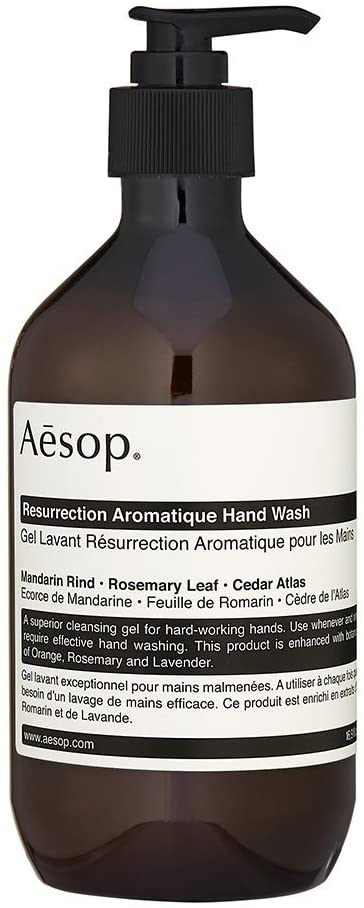 Aēsop®
Resurrection Aromatique Hand Wash
Gel Lavant Résurrection Aromatique pour les Mains
Mandarin Rind • Rosemary Leaf • Cedar Atlas
Ecorce de Mandarine • Feuille de Romarin • Cèdre de l'Atlas
A superior cleansing gel for hard-working hands. Use whenever and
require effective hand washing. This product is enhanced with
of Orange, Rosemary and Lavender.
Gel lavant exceptionnel pour mains malmenées. A utiliser à chaque fois
besoin d'un lavage de mains efficace. Ce produit est enrichi en
Romarin et de Lavande.
www.aesop.com